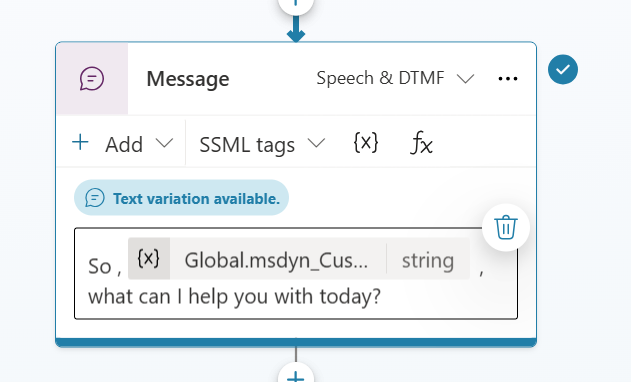 Message
Speech & DTMF
Add
SSML tags
{x}
fx
Text variation available.
So , {x} Global.msdyn_Cus... string ,
what can I help you with today?